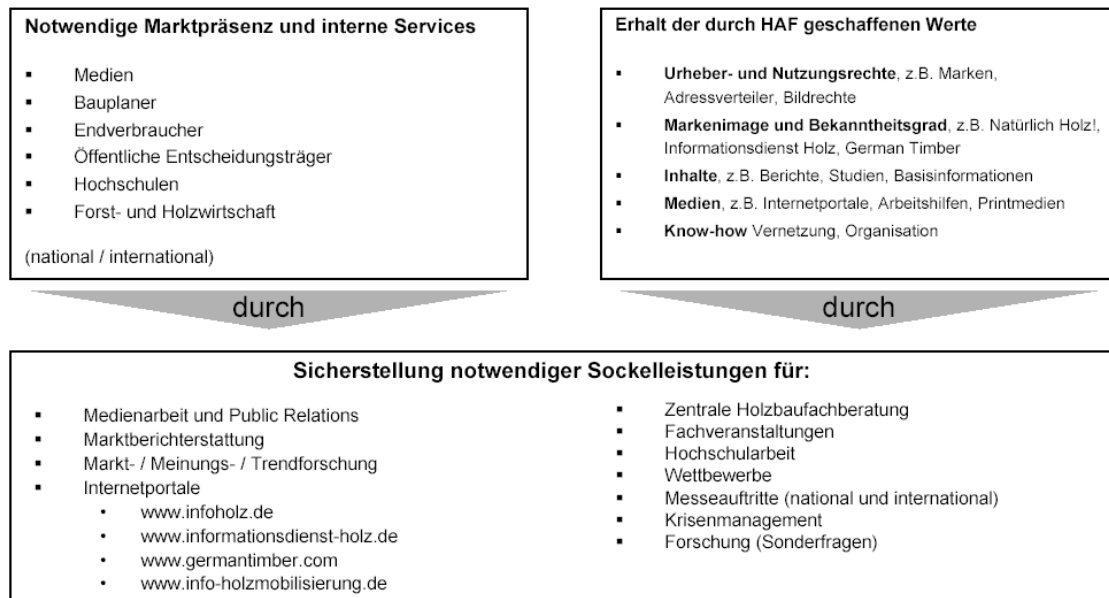 Notwendige Marktpräsenz und interne Services
▪ Medien
▪ Bauplaner
▪ Endverbraucher
▪ Öffentliche Entscheidungsträger
▪ Hochschulen
▪ Forst- und Holzwirtschaft
(national / international)
Erhalt der durch HAF geschaffenen Werte
▪ Urheber- und Nutzungsrechte, z.B. Marken,
Adressverteiler, Bildrechte
▪ Markenimage und Bekanntheitsgrad, z.B. Natürlich Holz!,
Informationsdienst Holz, German Timber
▪ Inhalte, z.B. Berichte, Studien, Basisinformationen
▪ Medien, z.B. Internetportale, Arbeitshilfen, Printmedien
▪ Know-how Vernetzung, Organisation
durch
durch
Sicherstellung notwendiger Sockelleistungen für:
▪ Medienarbeit und Public Relations
▪ Marktberichterstattung
▪ Markt- / Meinungs- / Trendforschung
▪ Internetportale
• www.infoholz.de
• www.informationsdienst-holz.de
• www.germantimber.com
• www.info-holzmobilisierung.de
▪ Zentrale Holzbaufachberatung
▪ Fachveranstaltungen
▪ Hochschularbeit
▪ Wettbewerbe
▪ Messeauftritte (national und international)
▪ Krisenmanagement
▪ Forschung (Sonderfragen)